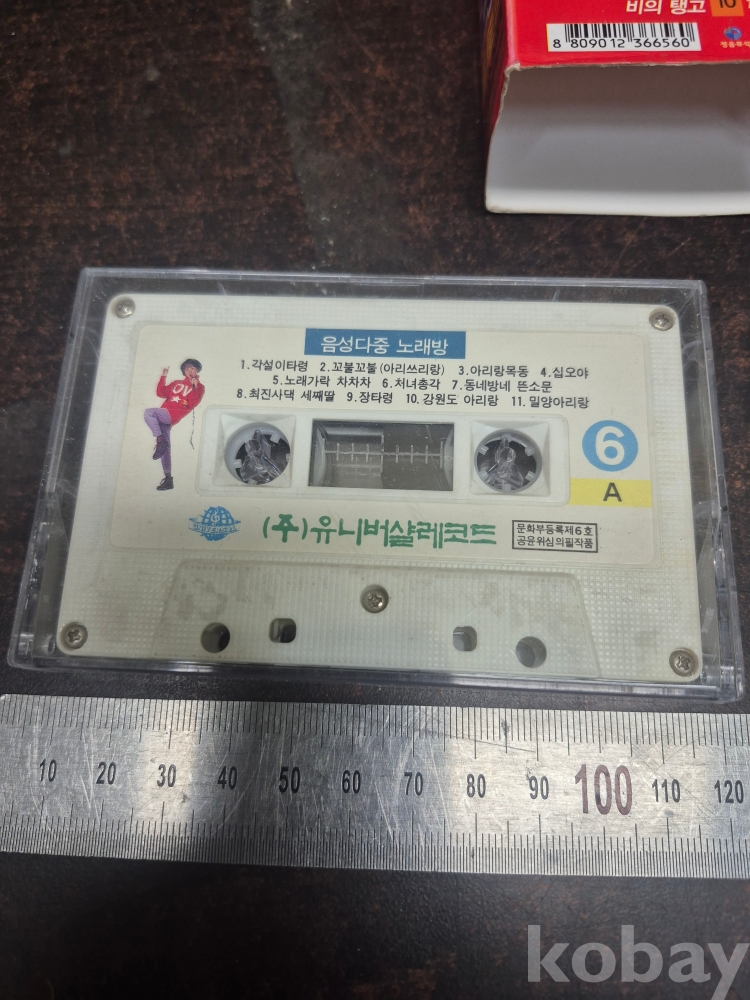 비의 탱고 10
8 809012 366560
음성다중 노래방
1.각설이타령 2.꼬불꼬불(아리쓰리랑) 3.아리랑목동 4.십오야
5.노래가락 차차차 6.처녀총각 7.동네방네 뜬소문
8.최진사댁 세째딸 9.장타령 10.강원도 아리랑 11.밀양아리랑
OV
6
A
(주)유니버샬레코드
문화부등록제6호
공윤위심의필작품
10 20 30 40 50 60 70 80 90 100 110 120
kobay